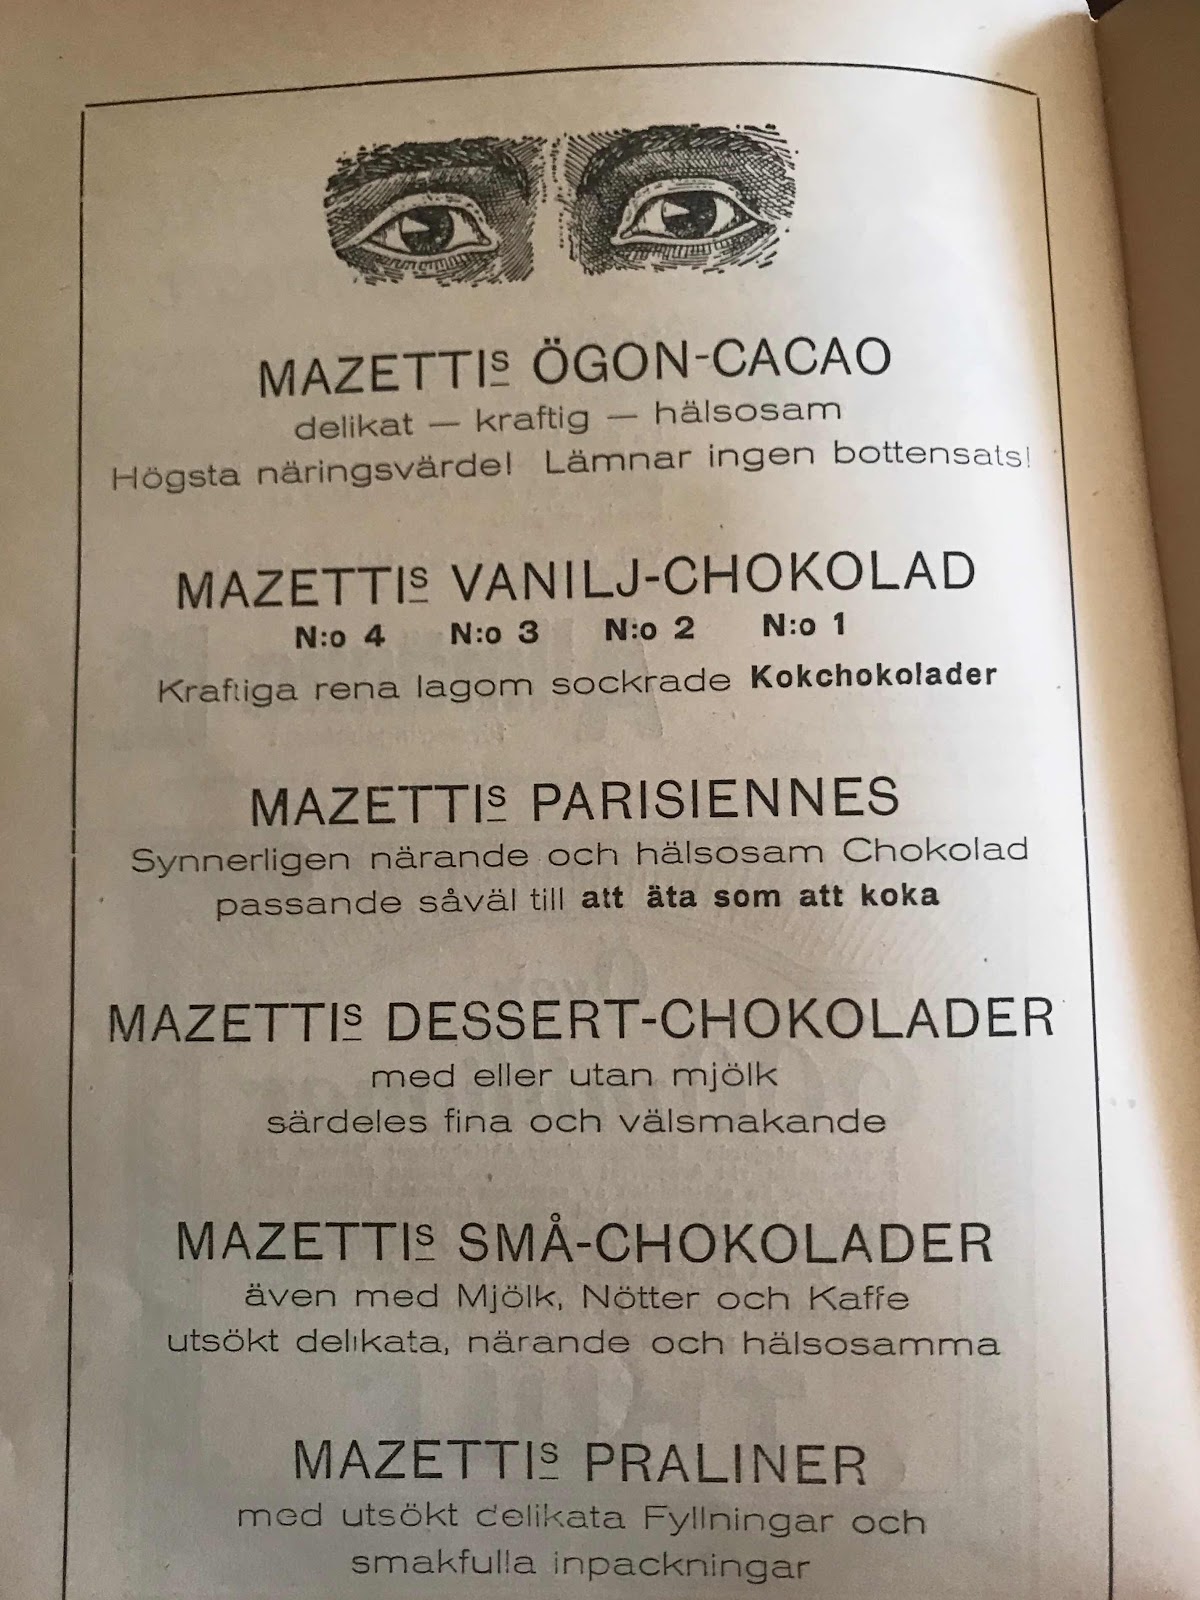 MAZETTIs ÖGON-CACAO
delikat — kraftig — hälsosam
Högsta näringsvärde! Lämnar ingen bottensats!
MAZETTIs VANILJ-CHOKOLAD
N:o 4 N:o 3 N:o 2 N:o 1
Kraftiga rena lagom sockrade Kokchokolader
MAZETTIs PARISIENNES
Synnerligen närande och hälsosam Chokolad
passande såväl till att äta som att koka
MAZETTIs DESSERT-CHOKOLADER
med eller utan mjölk
särdeles fina och välsmakande
MAZETTIs SMÅ-CHOKOLADER
även med Mjölk, Nötter och Kaffe
utsökt delikata, närande och hälsosamma
MAZETTIs PRALINER
med utsökt delikata Fyllningar och
smakfulla inpackningar